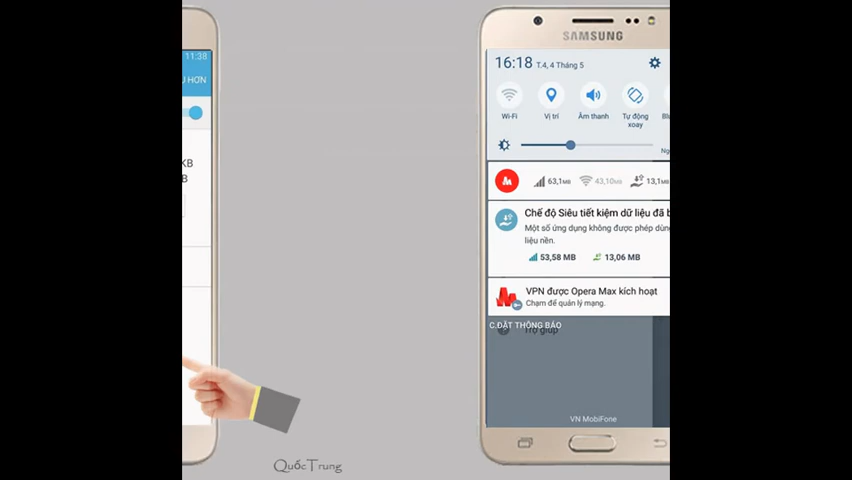 11:38
U HƠN
KB
B
SAMSUNG
16:18 T.4, 4 Tháng 5
Wi-Fi
Vị trí
Âm thanh
Tự động
xoay
63,1MB 43,10MB 13,1MB
Chế độ Siêu tiết kiệm dữ liệu đã b
Một số ứng dụng không được phép dùn
liệu nền.
53,58 MB 13,06 MB
VPN được Opera Max kích hoạt
Chạm để quản lý mạng.
C.ĐẶT THÔNG BÁO
Trợ giúp
VN MobiFone
Quốc Trung